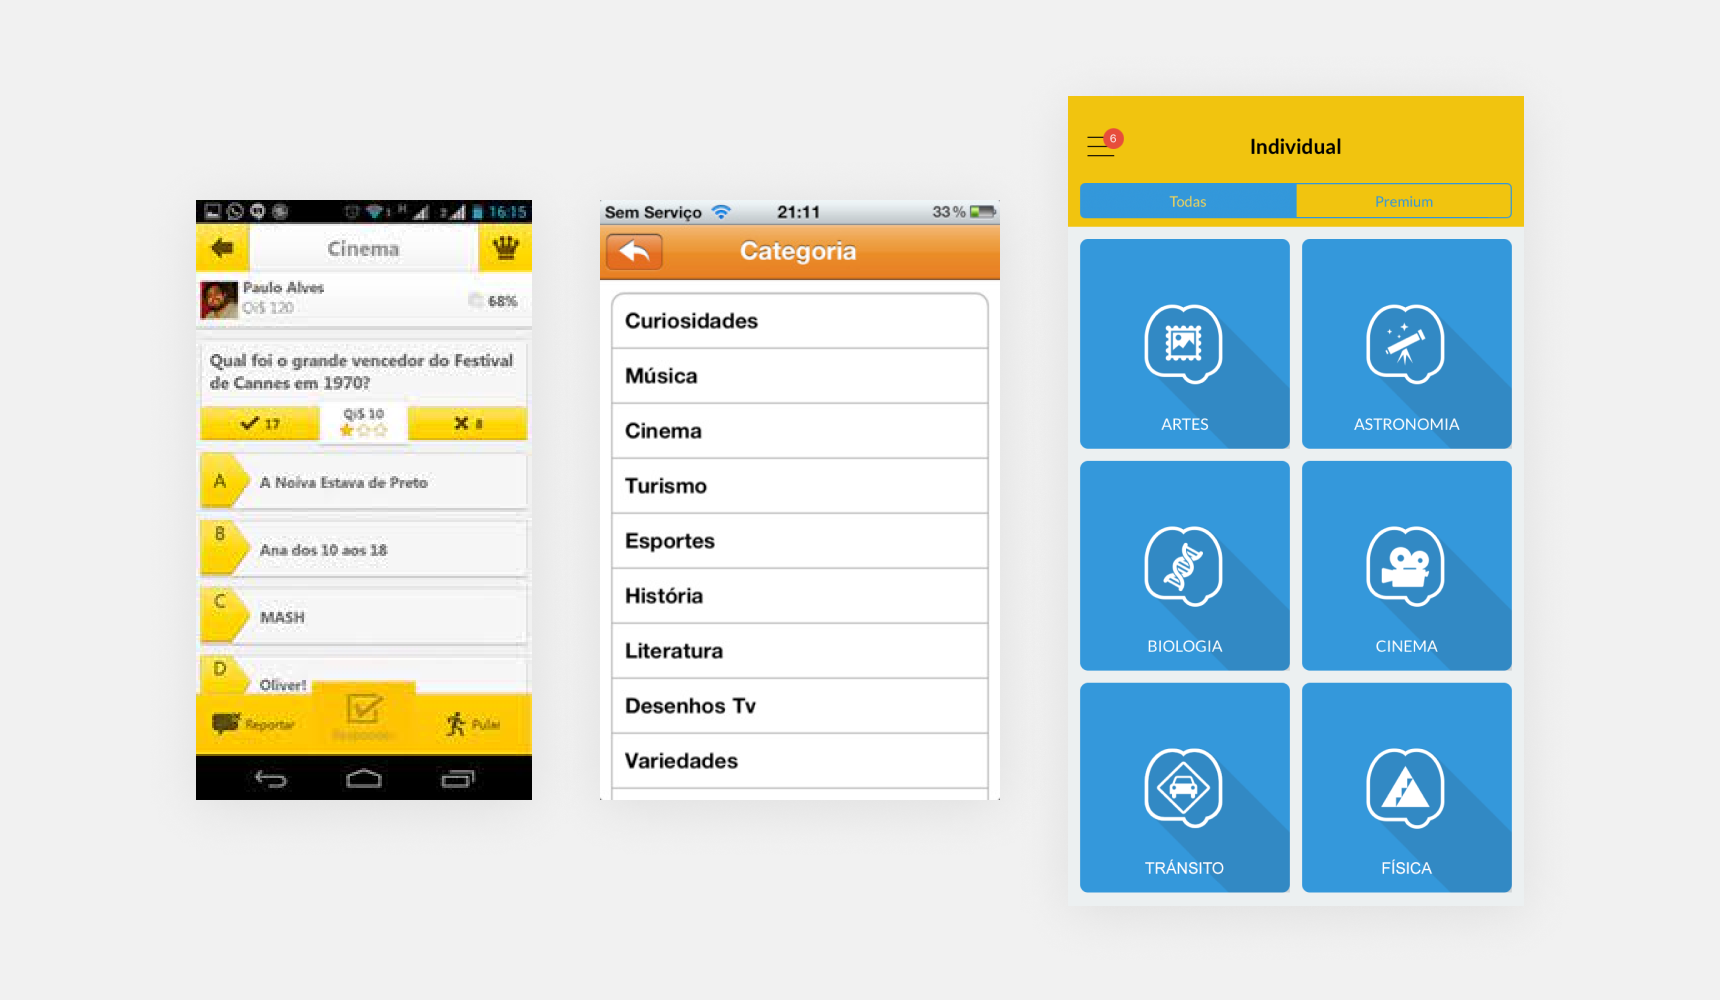 16:15
Cinema
Paulo Alves
Qi$ 120
68%
Qual foi o grande vencedor do Festival
de Cannes em 1970?
17
Qi$ 10
8
A
A Noiva Estava de Preto
B
Ana dos 10 aos 18
C
MASH
D
Oliver!
Reportar
Responder
Pular
Sem Serviço
21:11
33%
Categoria
Curiosidades
Música
Cinema
Turismo
Esportes
História
Literatura
Desenhos Tv
Variedades
6
Individual
Todas
Premium
ARTES
ASTRONOMIA
BIOLOGIA
CINEMA
TRÁNSITO
FÍSICA